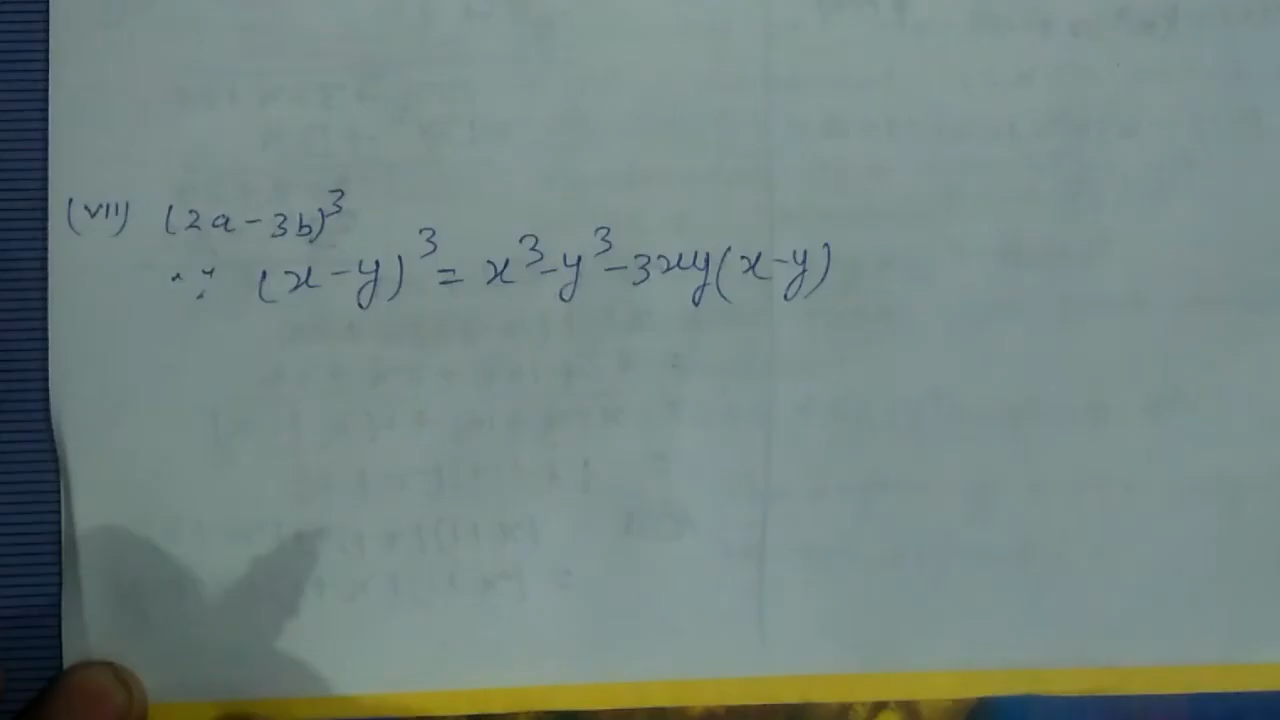 (VII) (2a-3b)³
∵ (x-y)³ = x³-y³-3xy(x-y)